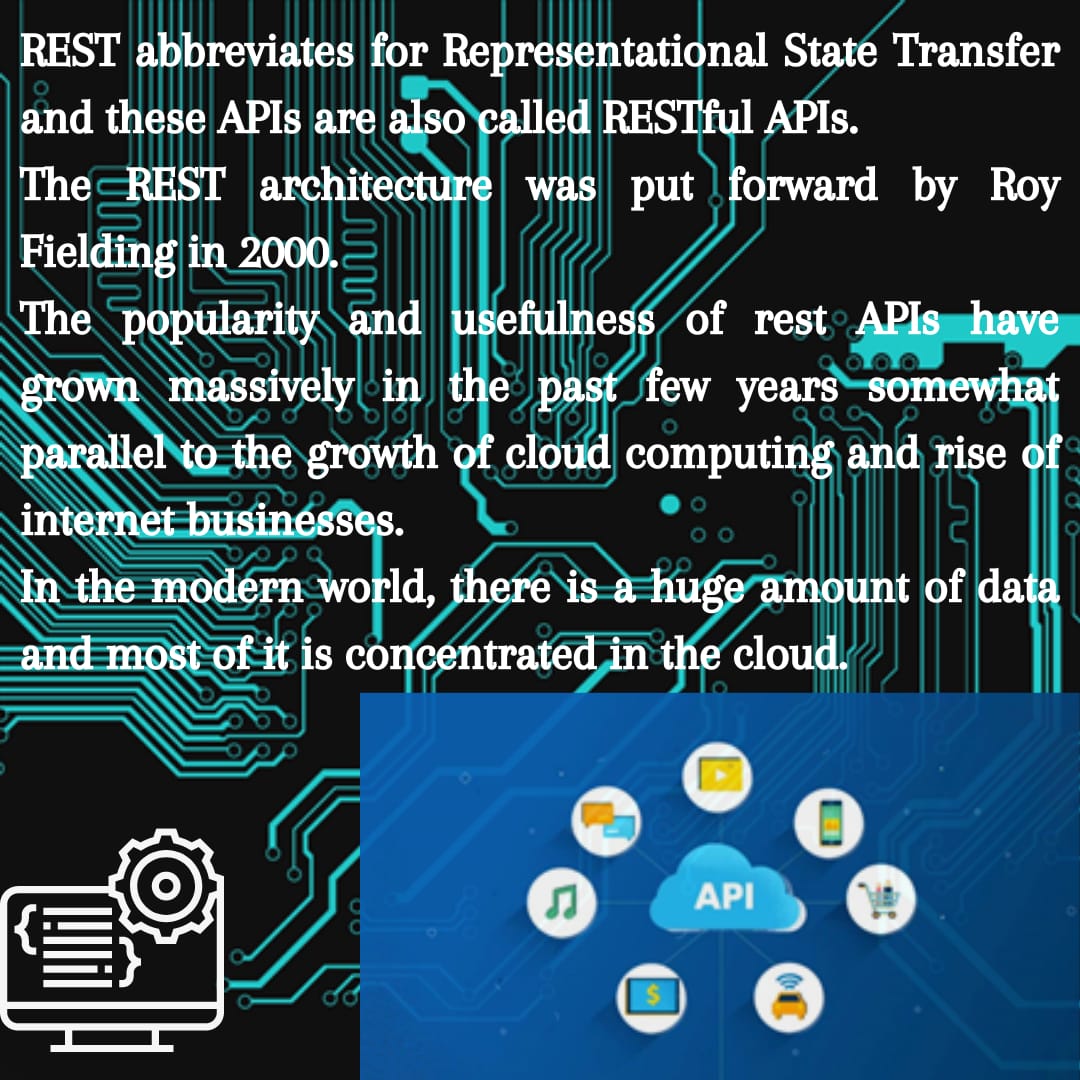 REST abbreviates for Representational State Transfer
and these APIs are also called RESTful APIs.
The REST architecture was put forward by Roy
Fielding in 2000.
The popularity and usefulness of rest APIs have
grown massively in the past few years somewhat
parallel to the growth of cloud computing and rise of
internet businesses.
In the modern world, there is a huge amount of data
and most of it is concentrated in the cloud.
API
$